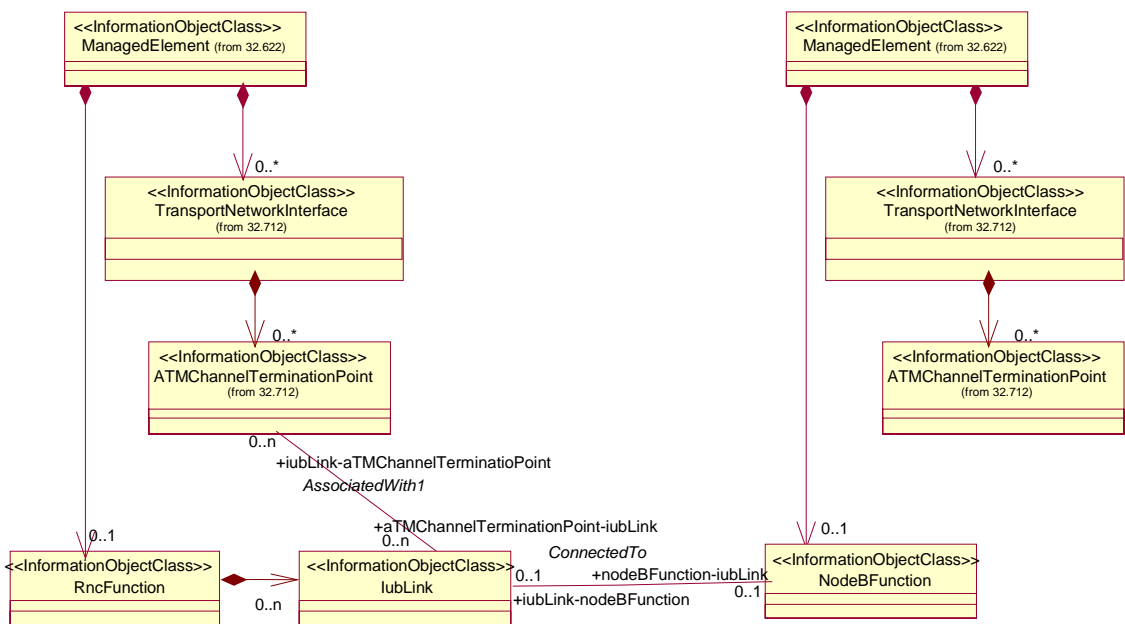 <<InformationObjectClass>>
ManagedElement (from 32.622)
<<InformationObjectClass>>
ManagedElement (from 32.622)
0..*
0..*
<<InformationObjectClass>>
TransportNetworkInterface
(from 32.712)
<<InformationObjectClass>>
TransportNetworkInterface
(from 32.712)
0..*
0..*
<<InformationObjectClass>>
ATMChannelTerminationPoint
(from 32.712)
<<InformationObjectClass>>
ATMChannelTerminationPoint
(from 32.712)
0..n
+iubLink-aTMChannelTerminatioPoint
AssociatedWith1
+aTMChannelTerminationPoint-iubLink
0..n
0..1
0..1
<<InformationObjectClass>>
RncFunction
0..n
<<InformationObjectClass>>
IubLink
ConnectedTo
0..1
+nodeBFunction-iubLink
+iubLink-nodeBFunction
0..1
<<InformationObjectClass>>
NodeBFunction